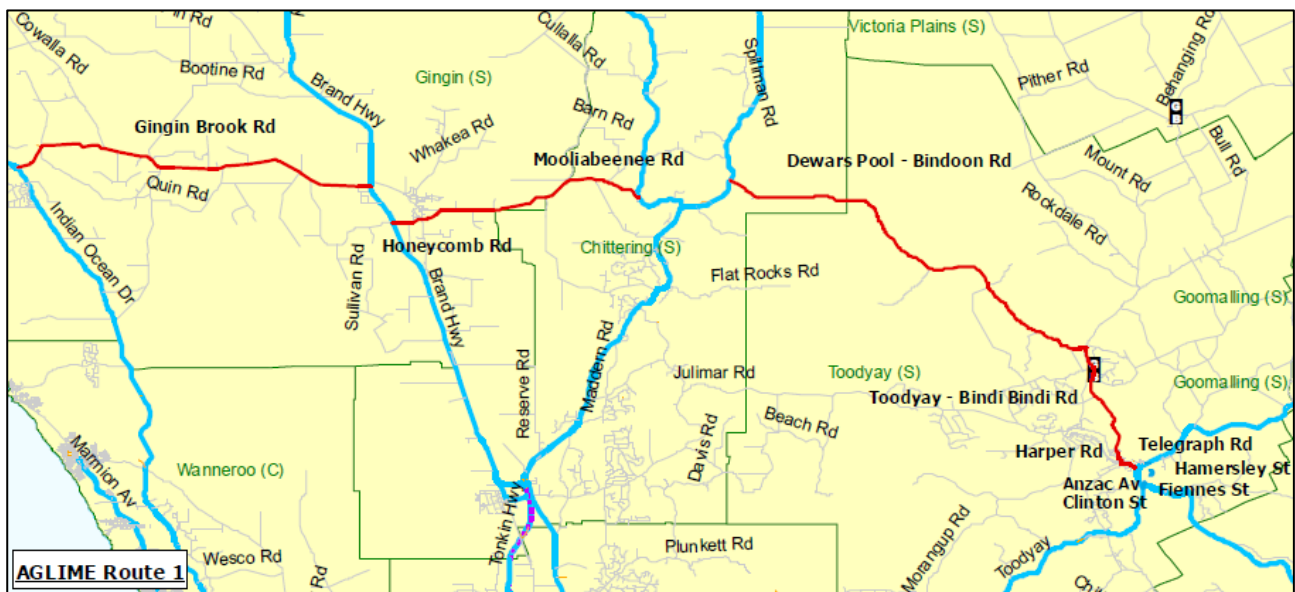 Cowalla Rd
Bootine Rd
Brand Hwy
Gingin (S)
Cullalla Rd
Spillman Rd
Victoria Plains (S)
Pither Rd
Behanging Rd
Gingin Brook Rd
Whakea Rd
Barn Rd
Mooliabeenee Rd
Dewars Pool - Bindoon Rd
Mount Rd
Bull Rd
Quin Rd
Rockdale Rd
Indian Ocean Dr
Sullivan Rd
Honeycomb Rd
Brand Hwy
Chittering (S)
Flat Rocks Rd
Goomalling (S)
Reserve Rd
Maddern Rd
Julimar Rd
Toodyay (S)
Goomalling (S)
Toodyay - Bindi Bindi Rd
Beach Rd
Davis Rd
Harper Rd
Telegraph Rd
Marmion Av
Wanneroo (C)
Hamersley St
Anzac Av
Fiennes St
Clinton St
Tonkin Hwy
Plunkett Rd
Morangup Rd
Toodyay
Wesco Rd
Rd
AGLIME Route 1